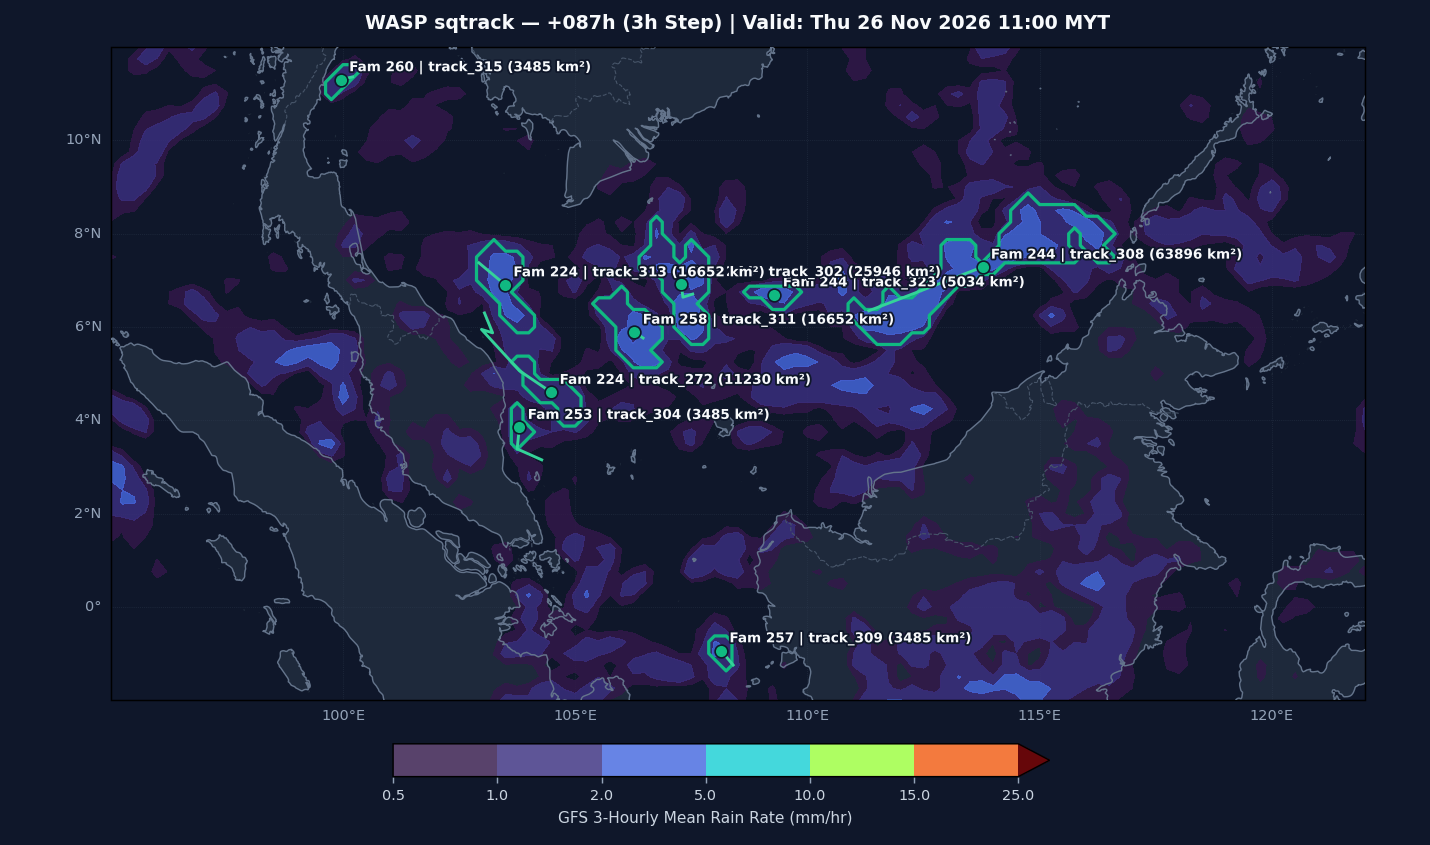 WASP sqtrack — +087h (3h Step) | Valid: Thu 26 Nov 2026 11:00 MYT
Fam 260 | track_315 (3485 km²)
10°N
8°N
Fam 244 | track_308 (63896 km²)
Fam 224 | track_313 (16652 km²)
track_302 (25946 km²)
Fam 244 | track_323 (5034 km²)
6°N
Fam 258 | track_311 (16652 km²)
Fam 224 | track_272 (11230 km²)
4°N
Fam 253 | track_304 (3485 km²)
2°N
0°
Fam 257 | track_309 (3485 km²)
100°E
105°E
110°E
115°E
120°E
0.5
1.0
2.0
5.0
10.0
15.0
25.0
GFS 3-Hourly Mean Rain Rate (mm/hr)